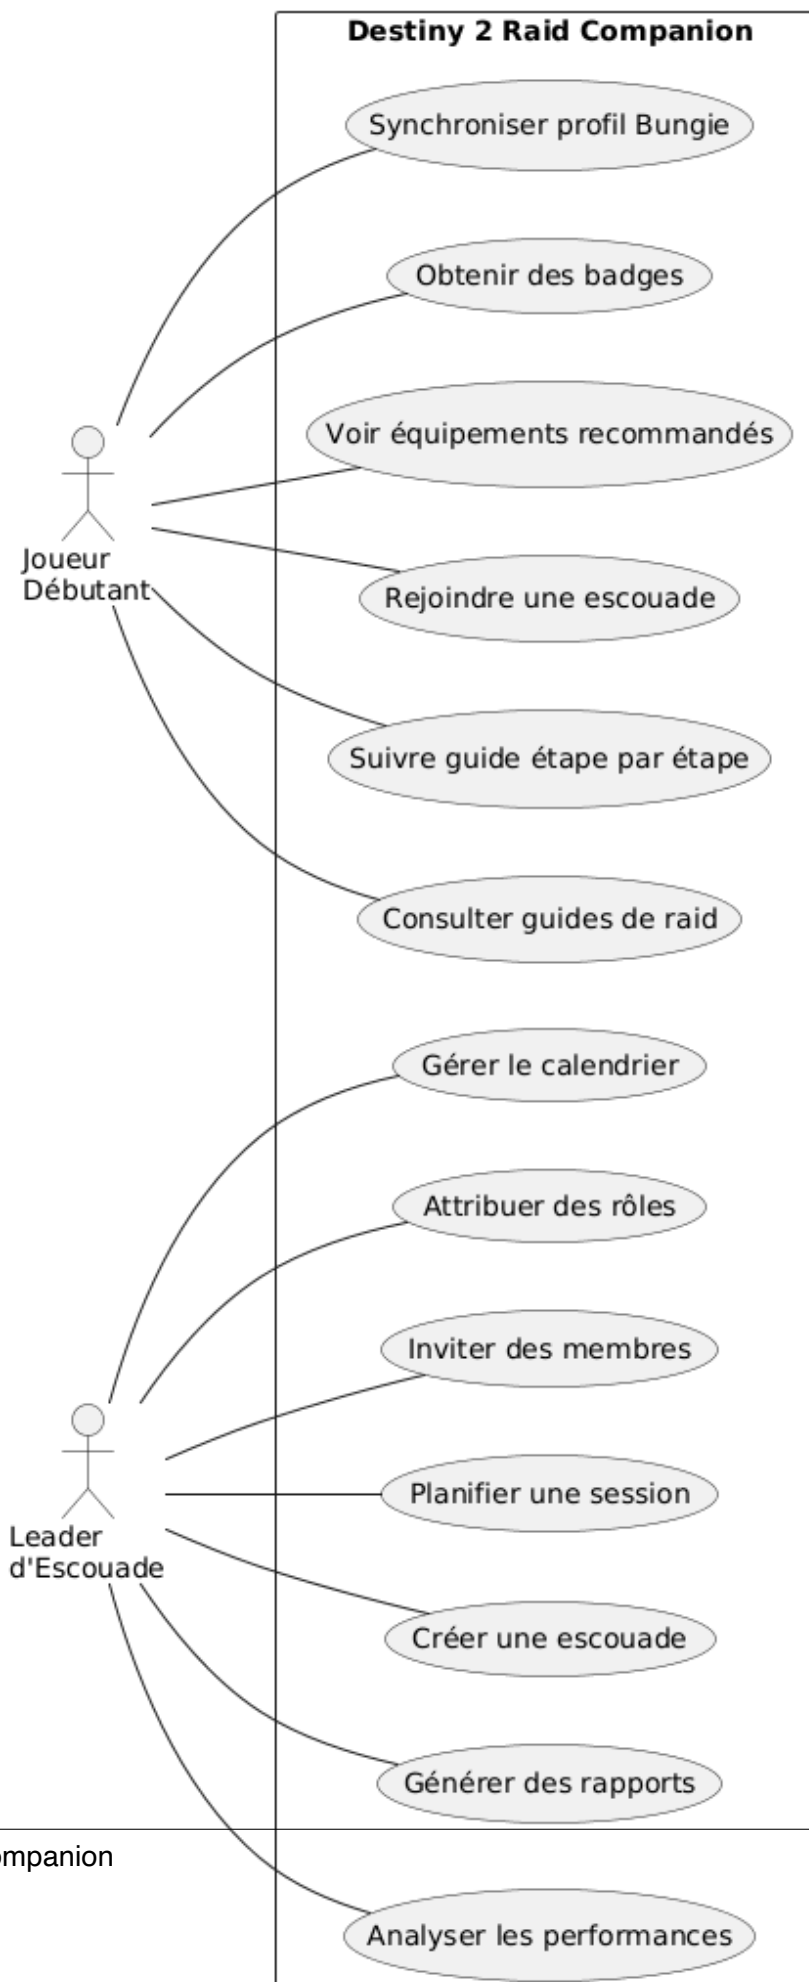 Destiny 2 Raid Companion
Synchroniser profil Bungie
Obtenir des badges
Voir équipements recommandés
Rejoindre une escouade
Joueur
Débutant
Suivre guide étape par étape
Consulter guides de raid
Gérer le calendrier
Attribuer des rôles
Inviter des membres
Planifier une session
Leader
d'Escouade
Créer une escouade
Générer des rapports
ompanion
Analyser les performances